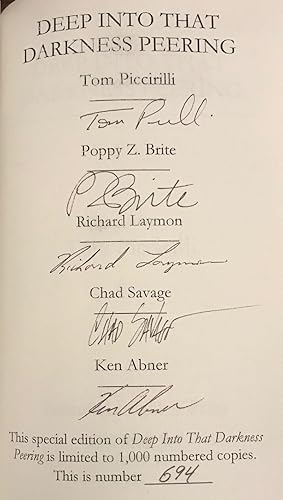 DEEP INTO THAT
DARKNESS PEERING
Tom Piccirilli
Tom
Poppy Z. Brite
PZBrite
Richard Laymon
Richard Laymon
Chad Savage
Chad Savage
Ken Abner
Ken Abner
This special edition of Deep Into That Darkness
Peering is limited to 1,000 numbered copies.
This is number 694